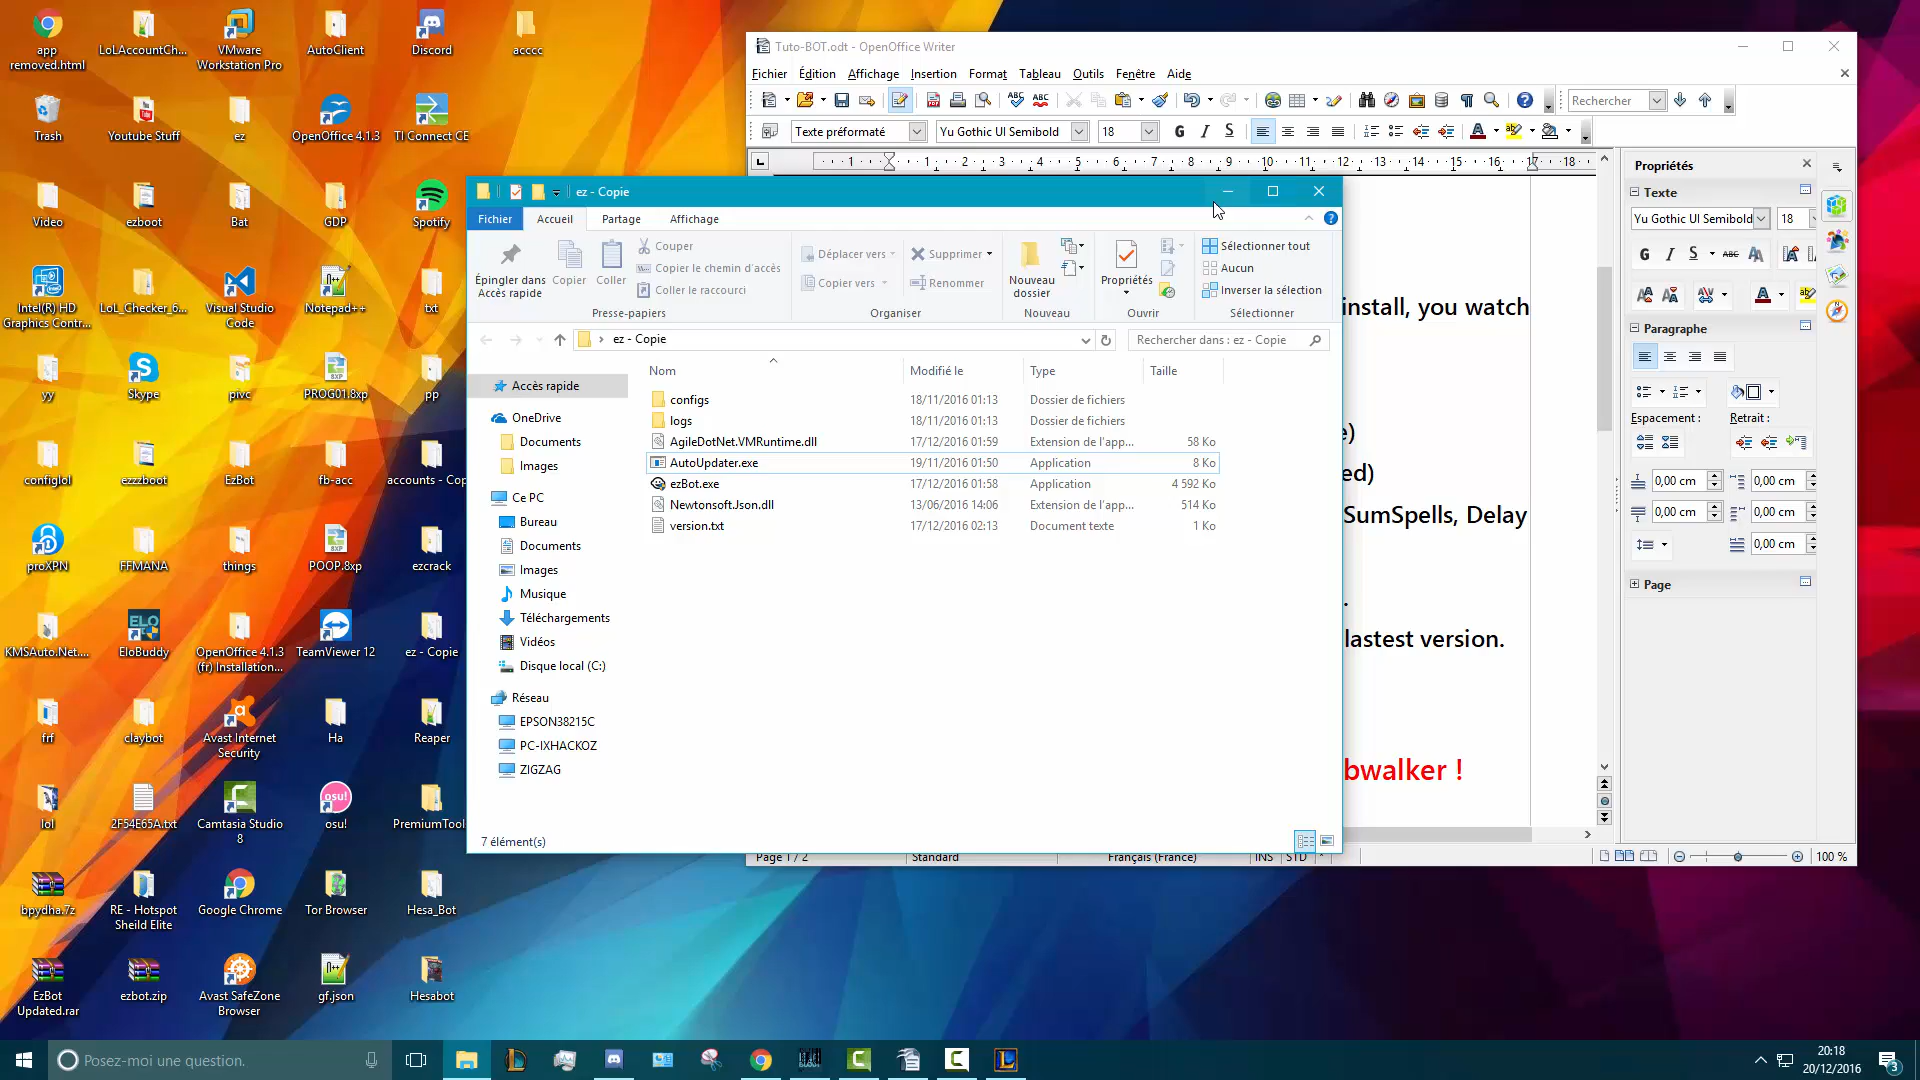 app removed.html
LoLAccountCh...
VMware Workstation Pro
AutoClient
Discord
acccc
Trash
Youtube Stuff
ez
OpenOffice 4.1.3
TI Connect CE
Video
ezboot
Bat
GDP
Spotify
Intel(R) HD Graphics Contr...
LoL_Checker_6...
Visual Studio Code
Notepad++
txt
yy
Skype
pivc
PROG01.8xp
pp
configlol
ezzzboot
EzBot
fb-acc
accounts - Cop
proXPN
FFMANA
things
POOP.8xp
ezcrack
KMSAuto.Net....
EloBuddy
OpenOffice 4.1.3 (fr) Installation...
TeamViewer 12
ez - Copie
frf
claybot
Avast Internet Security
Ha
Reaper
lol
2F54E65A.txt
Camtasia Studio 8
osu!
PremiumTool
bpydha.7z
RE - Hotspot Sheild Elite
Google Chrome
Tor Browser
Hesa_Bot
EzBot Updated.rar
ezbot.zip
Avast SafeZone Browser
gf.json
Hesabot
Tuto-BOT.odt - OpenOffice Writer
Fichier Édition Affichage Insertion Format Tableau Outils Fenêtre Aide
Rechercher
Texte préformaté
Yu Gothic UI Semibold
18
install, you watch
e)
ed)
SumSpells, Delay
.
lastest version.
bwalker !
Propriétés
Texte
Yu Gothic UI Semibold
18
Paragraphe
Espacement :
Retrait :
0,00 cm
0,00 cm
0,00 cm
0,00 cm
0,00 cm
Page
Page 1 / 2
Standard
Français (France)
INS
STD
*
100 %
ez - Copie
Fichier
Accueil
Partage
Affichage
Épingler dans Accès rapide
Copier
Coller
Couper
Copier le chemin d'accès
Coller le raccourci
Presse-papiers
Déplacer vers
Copier vers
Supprimer
Renommer
Organiser
Nouveau dossier
Nouveau
Propriétés
Ouvrir
Sélectionner tout
Aucun
Inverser la sélection
Sélectionner
ez - Copie
Rechercher dans : ez - Copie
Accès rapide
OneDrive
Documents
Images
Ce PC
Bureau
Documents
Images
Musique
Téléchargements
Vidéos
Disque local (C:)
Réseau
EPSON38215C
PC-IXHACKOZ
ZIGZAG
Nom Modifié le Type Taille
configs 18/11/2016 01:13 Dossier de fichiers
logs 18/11/2016 01:13 Dossier de fichiers
AgileDotNet.VMRuntime.dll 17/12/2016 01:59 Extension de l'app... 58 Ko
AutoUpdater.exe 19/11/2016 01:50 Application 8 Ko
ezBot.exe 17/12/2016 01:58 Application 4 592 Ko
Newtonsoft.Json.dll 13/06/2016 14:06 Extension de l'app... 514 Ko
version.txt 17/12/2016 02:13 Document texte 1 Ko
7 élément(s)
Posez-moi une question.
20:18
20/12/2016
3